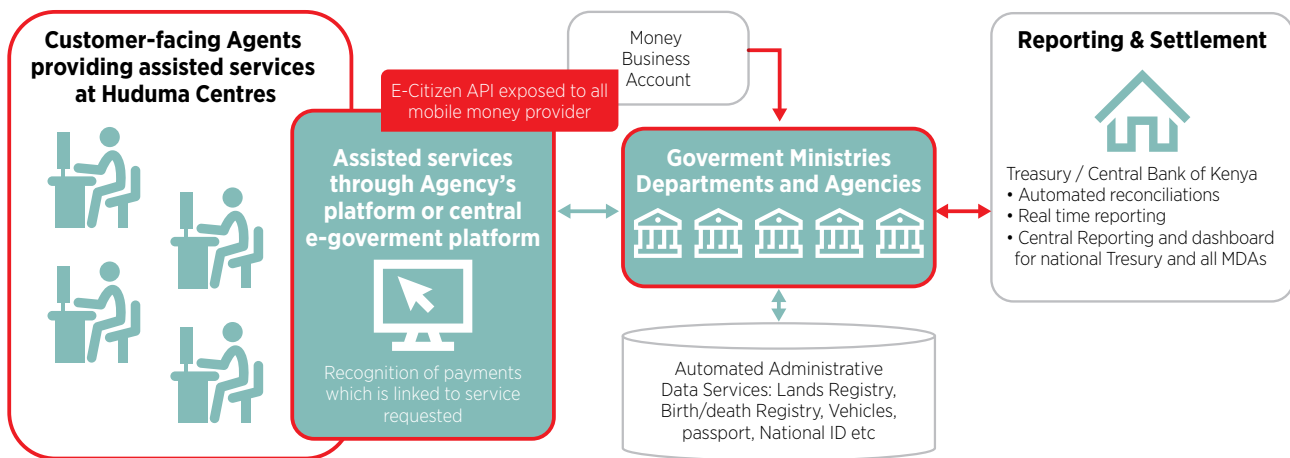 Customer-facing Agents
providing assisted services
at Huduma Centres
E-Citizen API exposed to all
mobile money provider
Assisted services
through Agency's
platform or central
e-goverment platform
Recognition of payments
which is linked to service
requested
Money
Business
Account
Goverment Ministries
Departments and Agencies
Automated Administrative
Data Services: Lands Registry,
Birth/death Registry, Vehicles,
passport, National ID etc
Reporting & Settlement
Treasury / Central Bank of Kenya
• Automated reconciliations
• Real time reporting
• Central Reporting and dashboard
for national Tresury and all MDAs